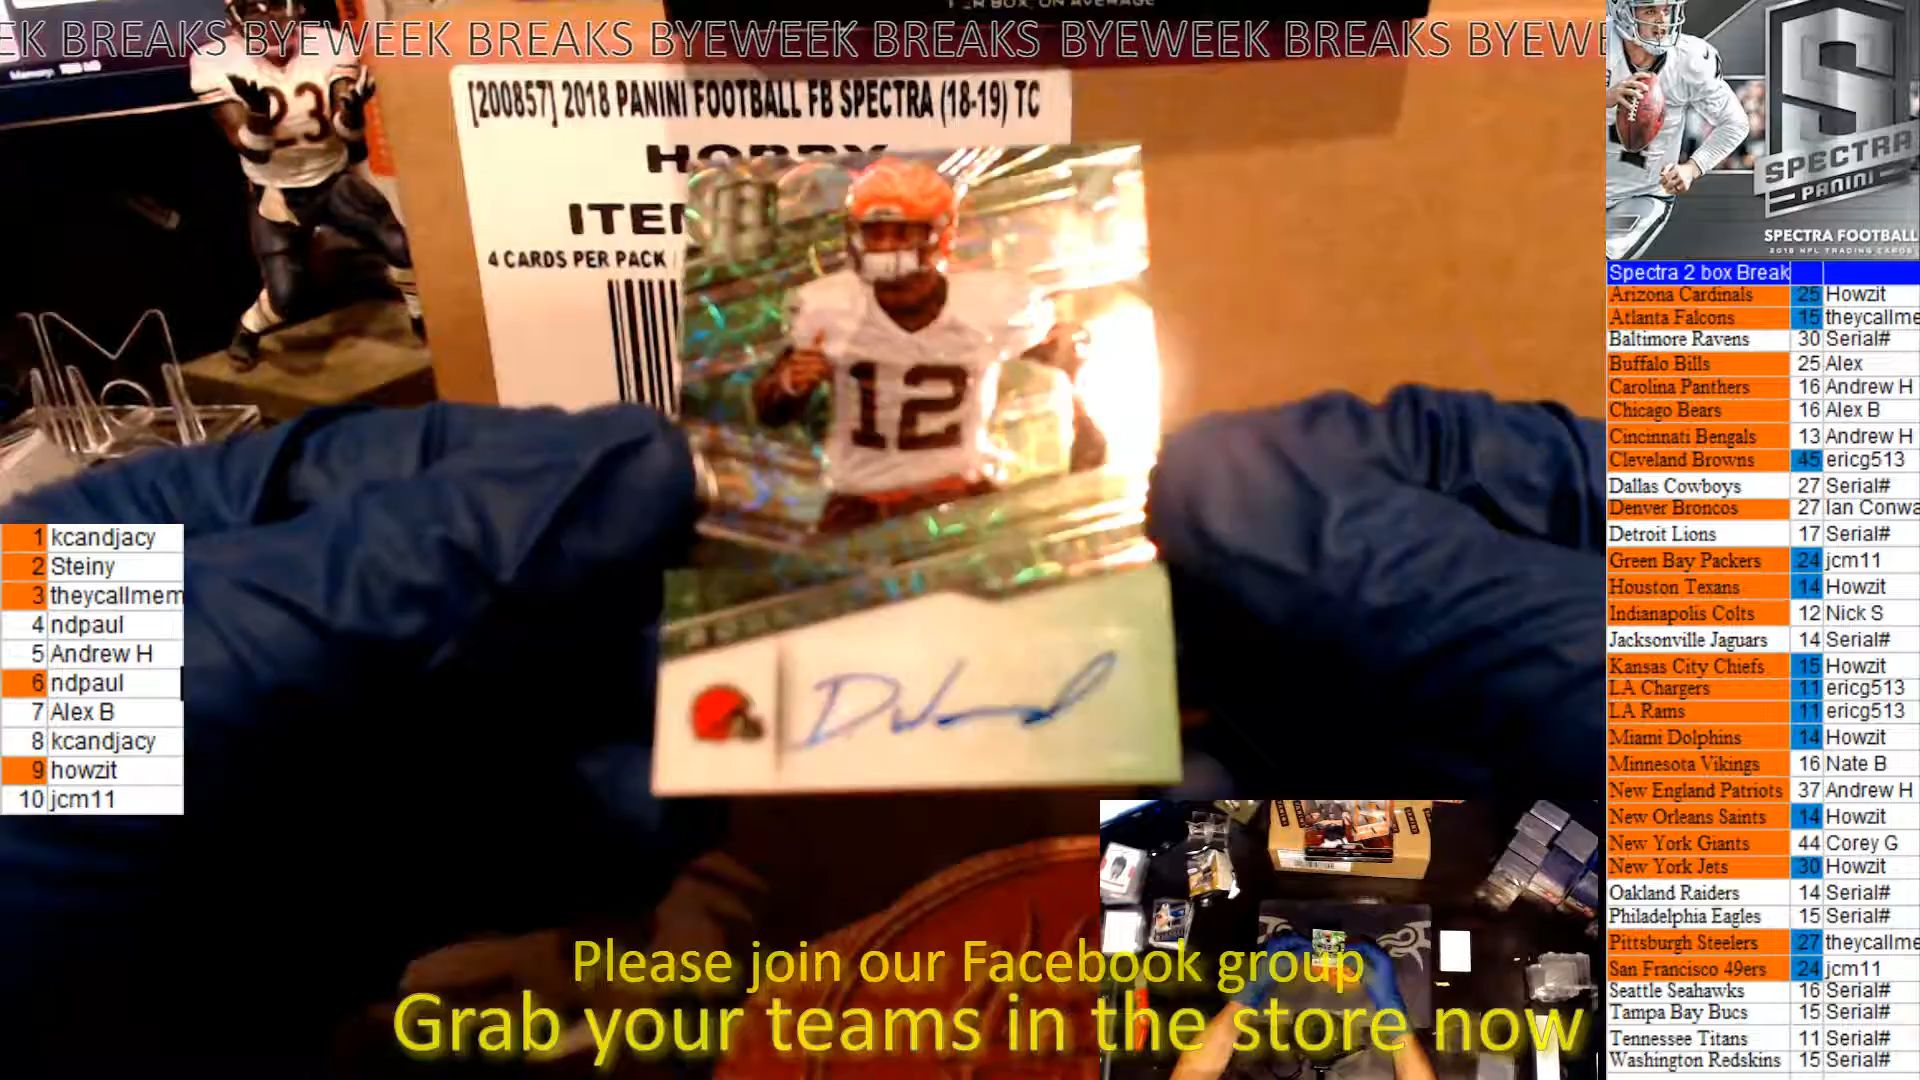 EK BREAKS BYEWEEK BREAKS BYEWEEK BREAKS BYEWEEK BREAKS BYEWE
BOX, ON AVERAGE
[200857] 2018 PANINI FOOTBALL FB SPECTRA (18-19) TC
HOBBY
ITEM
4 CARDS PER PACK
23
12
SPECTRA
PANINI
SPECTRA FOOTBALL
2018 NFL TRADING CARDS
1 kcandjacy
2 Steiny
3 theycallmem
4 ndpaul
5 Andrew H
6 ndpaul
7 Alex B
8 kcandjacy
9 howzit
10 jcm11
Spectra 2 box Break
Arizona Cardinals 25 Howzit
Atlanta Falcons 15 theycallme
Baltimore Ravens 30 Serial#
Buffalo Bills 25 Alex
Carolina Panthers 16 Andrew H
Chicago Bears 16 Alex B
Cincinnati Bengals 13 Andrew H
Cleveland Browns 45 ericg513
Dallas Cowboys 27 Serial#
Denver Broncos 27 Ian Conwa
Detroit Lions 17 Serial#
Green Bay Packers 24 jcm11
Houston Texans 14 Howzit
Indianapolis Colts 12 Nick S
Jacksonville Jaguars 14 Serial#
Kansas City Chiefs 15 Howzit
LA Chargers 11 ericg513
LA Rams 11 ericg513
Miami Dolphins 14 Howzit
Minnesota Vikings 16 Nate B
New England Patriots 37 Andrew H
New Orleans Saints 14 Howzit
New York Giants 44 Corey G
New York Jets 30 Howzit
Oakland Raiders 14 Serial#
Philadelphia Eagles 15 Serial#
Pittsburgh Steelers 27 theycallme
San Francisco 49ers 24 jcm11
Seattle Seahawks 16 Serial#
Tampa Bay Bucs 15 Serial#
Tennessee Titans 11 Serial#
Washington Redskins 15 Serial#
Please join our Facebook group
Grab your teams in the store now